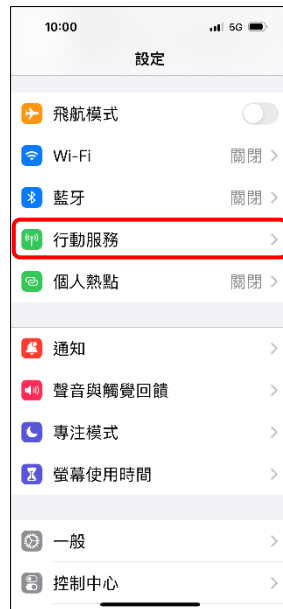 10:00 5G
設定
飛航模式
Wi-Fi 關閉
藍牙 關閉
行動服務
個人熱點 關閉
通知
聲音與觸覺回饋
專注模式
螢幕使用時間
一般
控制中心